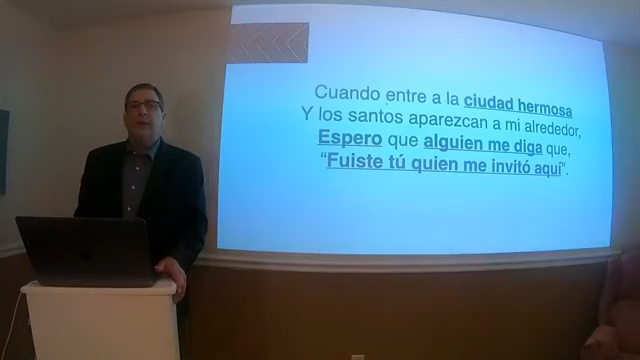 Cuando entre a la ciudad hermosa
Y los santos aparezcan a mi alrededor,
Espero que alguien me diga que,
“Fuiste tú quien me invitó aquí”.